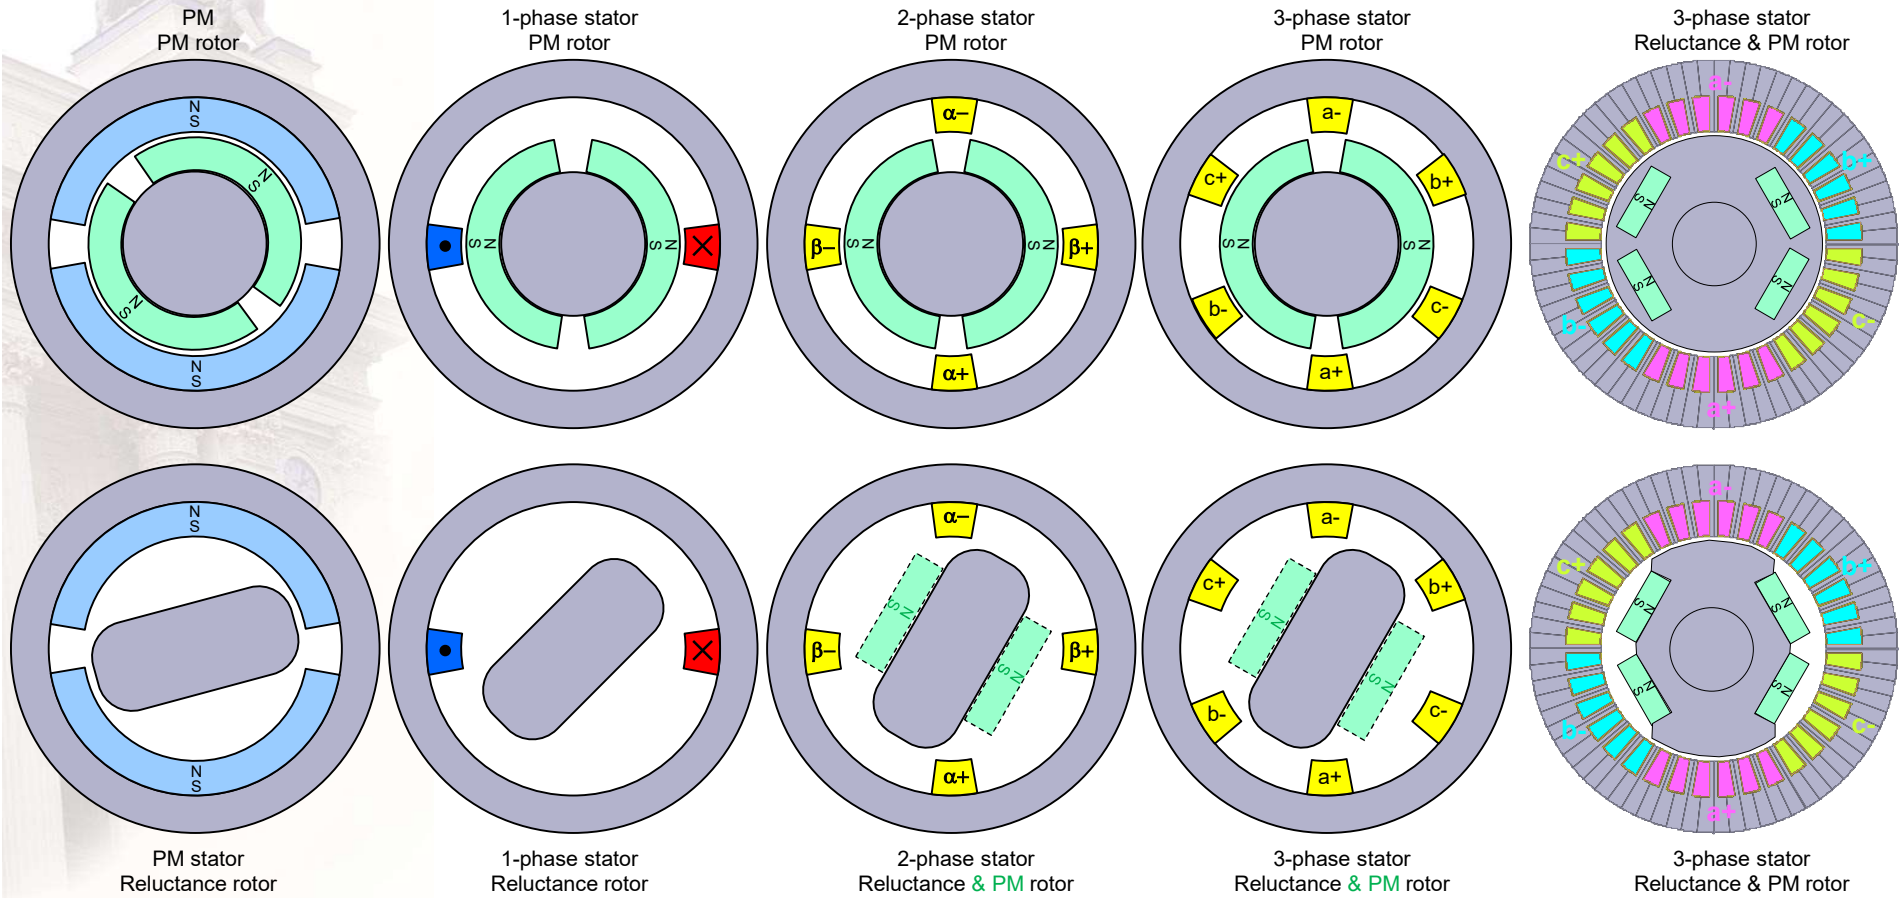 PM
PM rotor
1-phase stator
PM rotor
2-phase stator
PM rotor
3-phase stator
PM rotor
3-phase stator
Reluctance & PM rotor
N
S
N
S
N
S
N
S
S N
S N
α−
β−
S N
S N
β+
α+
a-
c+
b+
S N
S N
b-
c-
a+
a-
c+
b+
S N
S N
S N
S N
b-
c-
a+
N
S
N
S
α−
S N
β−
β+
S N
α+
a-
c+
b+
S N
S N
b-
c-
a+
a-
c+
b+
S N
S N
S N
S N
b-
c-
a+
PM stator
Reluctance rotor
1-phase stator
Reluctance rotor
2-phase stator
Reluctance & PM rotor
3-phase stator
Reluctance & PM rotor
3-phase stator
Reluctance & PM rotor